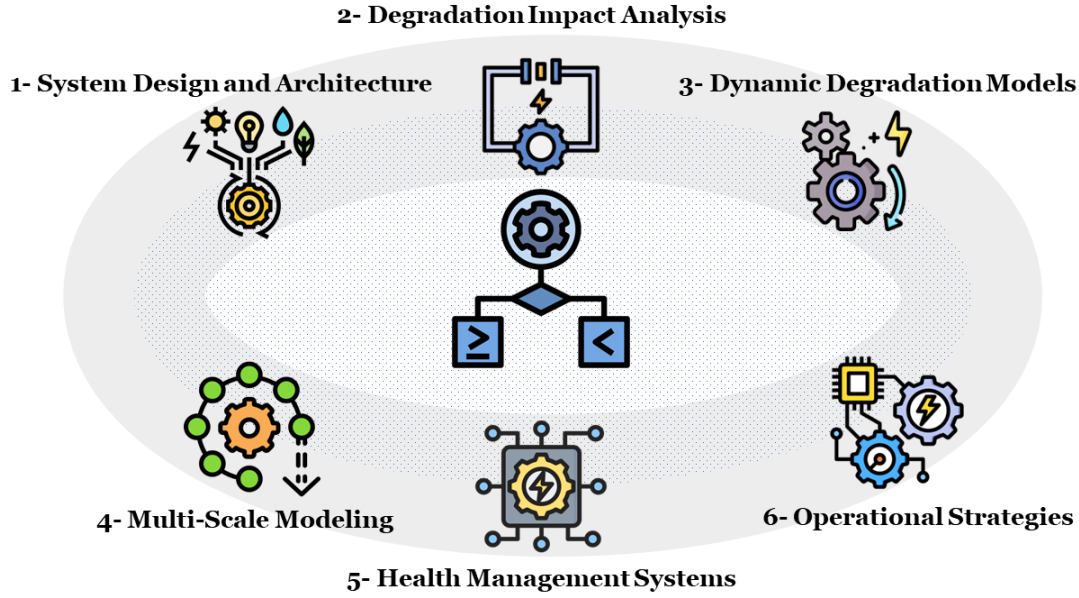 2- Degradation Impact Analysis
1- System Design and Architecture
3- Dynamic Degradation Models
≥
<
4- Multi-Scale Modeling
6- Operational Strategies
5- Health Management Systems